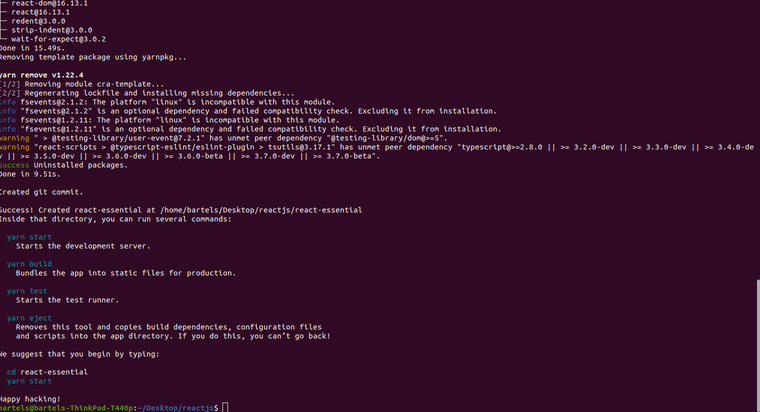 ├─ react-dom@16.13.1
├─ react@16.13.1
├─ redent@3.0.0
├─ strip-indent@3.0.0
└─ wait-for-expect@3.0.2
Done in 15.49s.
Removing template package using yarnpkg...

yarn remove v1.22.4
[1/2] Removing module cra-template...
[2/2] Regenerating lockfile and installing missing dependencies...
info fsevents@2.1.2: The platform "linux" is incompatible with this module.
info "fsevents@2.1.2" is an optional dependency and failed compatibility check. Excluding it from installation.
info fsevents@1.2.11: The platform "linux" is incompatible with this module.
info "fsevents@1.2.11" is an optional dependency and failed compatibility check. Excluding it from installation.
warning " > @testing-library/user-event@7.2.1" has unmet peer dependency "@testing-library/dom@>=5".
warning "react-scripts > @typescript-eslint/eslint-plugin > tsutils@3.17.1" has unmet peer dependency "typescript@>=2.8.0 || >= 3.2.0-dev || >= 3.3.0-dev || >= 3.4.0-de
v || >= 3.5.0-dev || >= 3.6.0-dev || >= 3.6.0-beta || >= 3.7.0-dev || >= 3.7.0-beta".
success Uninstalled packages.
Done in 9.51s.

Created git commit.

Success! Created react-essential at /home/bartels/Desktop/reactjs/react-essential
Inside that directory, you can run several commands:

  yarn start
    Starts the development server.

  yarn build
    Bundles the app into static files for production.

  yarn test
    Starts the test runner.

  yarn eject
    Removes this tool and copies build dependencies, configuration files
    and scripts into the app directory. If you do this, you can’t go back!

We suggest that you begin by typing:

  cd react-essential
  yarn start

Happy hacking!
bartels@bartels-ThinkPad-T440p:~/Desktop/reactjs$